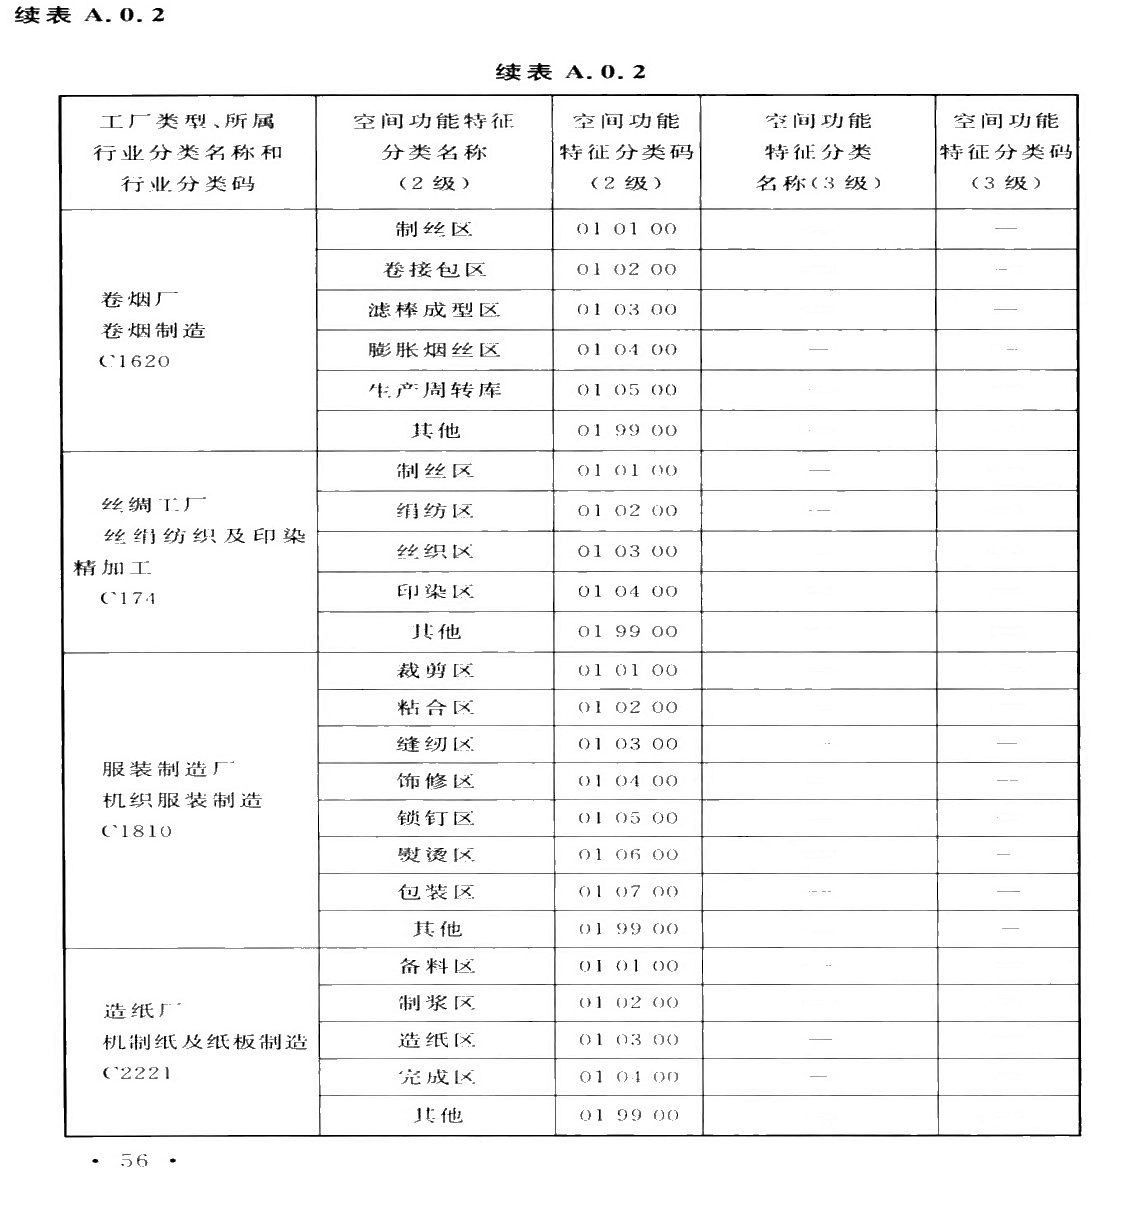 续表 A.0.2
续表 A.0.2
工厂类型、所属行业分类名称和行业分类码 空间功能特征分类名称(2级) 空间功能特征分类码(2级) 空间功能特征分类名称(3级) 空间功能特征分类码(3级)
卷烟厂
卷烟制造
C1620
制丝区 01 01 00 —
卷接包区 01 02 00 —
滤棒成型区 01 03 00 —
膨胀烟丝区 01 04 00 — —
生产周转库 01 05 00
其他 01 99 00
丝绸工厂
丝绢纺织及印染
精加工
C174
制丝区 01 01 00 —
绢纺区 01 02 00 —
丝织区 01 03 00
印染区 01 04 00
其他 01 99 00
服装制造厂
机织服装制造
C1810
裁剪区 01 01 00
粘合区 01 02 00
缝纫区 01 03 00 —
饰修区 01 04 00 —
锁钉区 01 05 00
熨烫区 01 06 00 —
包装区 01 07 00 — —
其他 01 99 00 —
造纸厂
机制纸及纸板制造
C2221
备料区 01 01 00
制浆区 01 02 00
造纸区 01 03 00 —
完成区 01 04 00 —
其他 01 99 00
· 56 ·